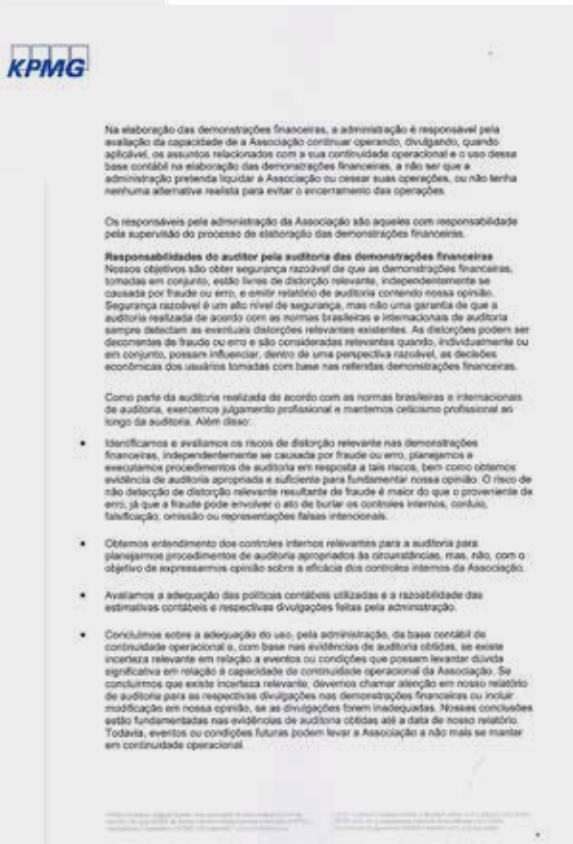 KPMG
Na elaboração das demonstrações financeiras, a administração é responsável pela
avaliação da capacidade de a Associação continuar operando, divulgando, quando
aplicável, os assuntos relacionados com a sua continuidade operacional e o uso dessa
base contábil na elaboração das demonstrações financeiras, a não ser que a
administração pretenda liquidar a Associação ou cessar suas operações, ou não tenha
nenhuma alternativa realista para evitar o encerramento das operações.
Os responsáveis pela administração da Associação são aqueles com responsabilidade
pela supervisão do processo de elaboração das demonstrações financeiras.
Responsabilidades do auditor pela auditoria das demonstrações financeiras
Nossos objetivos são obter segurança razoável de que as demonstrações financeiras,
tomadas em conjunto, estão livres de distorção relevante, independentemente se
causada por fraude ou erro, e emitir relatório de auditoria contendo nossa opinião.
Segurança razoável é um alto nível de segurança, mas não uma garantia de que a
auditoria realizada de acordo com as normas brasileiras e internacionais de auditoria
sempre detectam as eventuais distorções relevantes existentes. As distorções podem ser
decorrentes de fraude ou erro e são consideradas relevantes quando, individualmente ou
em conjunto, possam influenciar, dentro de uma perspectiva razoável, as decisões
econômicas dos usuários tomadas com base nas referidas demonstrações financeiras.
Como parte da auditoria realizada de acordo com as normas brasileiras e internacionais
de auditoria, exercemos julgamento profissional e mantemos ceticismo profissional ao
longo da auditoria. Além disso:
• Identificamos e avaliamos os riscos de distorção relevante nas demonstrações
financeiras, independentemente se causada por fraude ou erro, planejamos e
executamos procedimentos de auditoria em resposta a tais riscos, bem como obtemos
evidência de auditoria apropriada e suficiente para fundamentar nossa opinião. O risco de
não detecção de distorção relevante resultante de fraude é maior do que o proveniente de
erro, já que a fraude pode envolver o ato de burlar os controles internos, conluio,
falsificação, omissão ou representações falsas intencionais.
• Obtemos entendimento dos controles internos relevantes para a auditoria para
planejarmos procedimentos de auditoria apropriados às circunstâncias, mas, não, com o
objetivo de expressarmos opinião sobre a eficácia dos controles internos da Associação.
• Avaliamos a adequação das políticas contábeis utilizadas e a razoabilidade das
estimativas contábeis e respectivas divulgações feitas pela administração.
• Concluímos sobre a adequação do uso, pela administração, da base contábil de
continuidade operacional e, com base nas evidências de auditoria obtidas, se existe
incerteza relevante em relação a eventos ou condições que possam levantar dúvida
significativa em relação à capacidade de continuidade operacional da Associação. Se
concluirmos que existe incerteza relevante, devemos chamar atenção em nosso relatório
de auditoria para as respectivas divulgações nas demonstrações financeiras ou incluir
modificação em nossa opinião, se as divulgações forem inadequadas. Nossas conclusões
estão fundamentadas nas evidências de auditoria obtidas até a data de nosso relatório.
Todavia, eventos ou condições futuras podem levar a Associação a não mais se manter
em continuidade operacional.